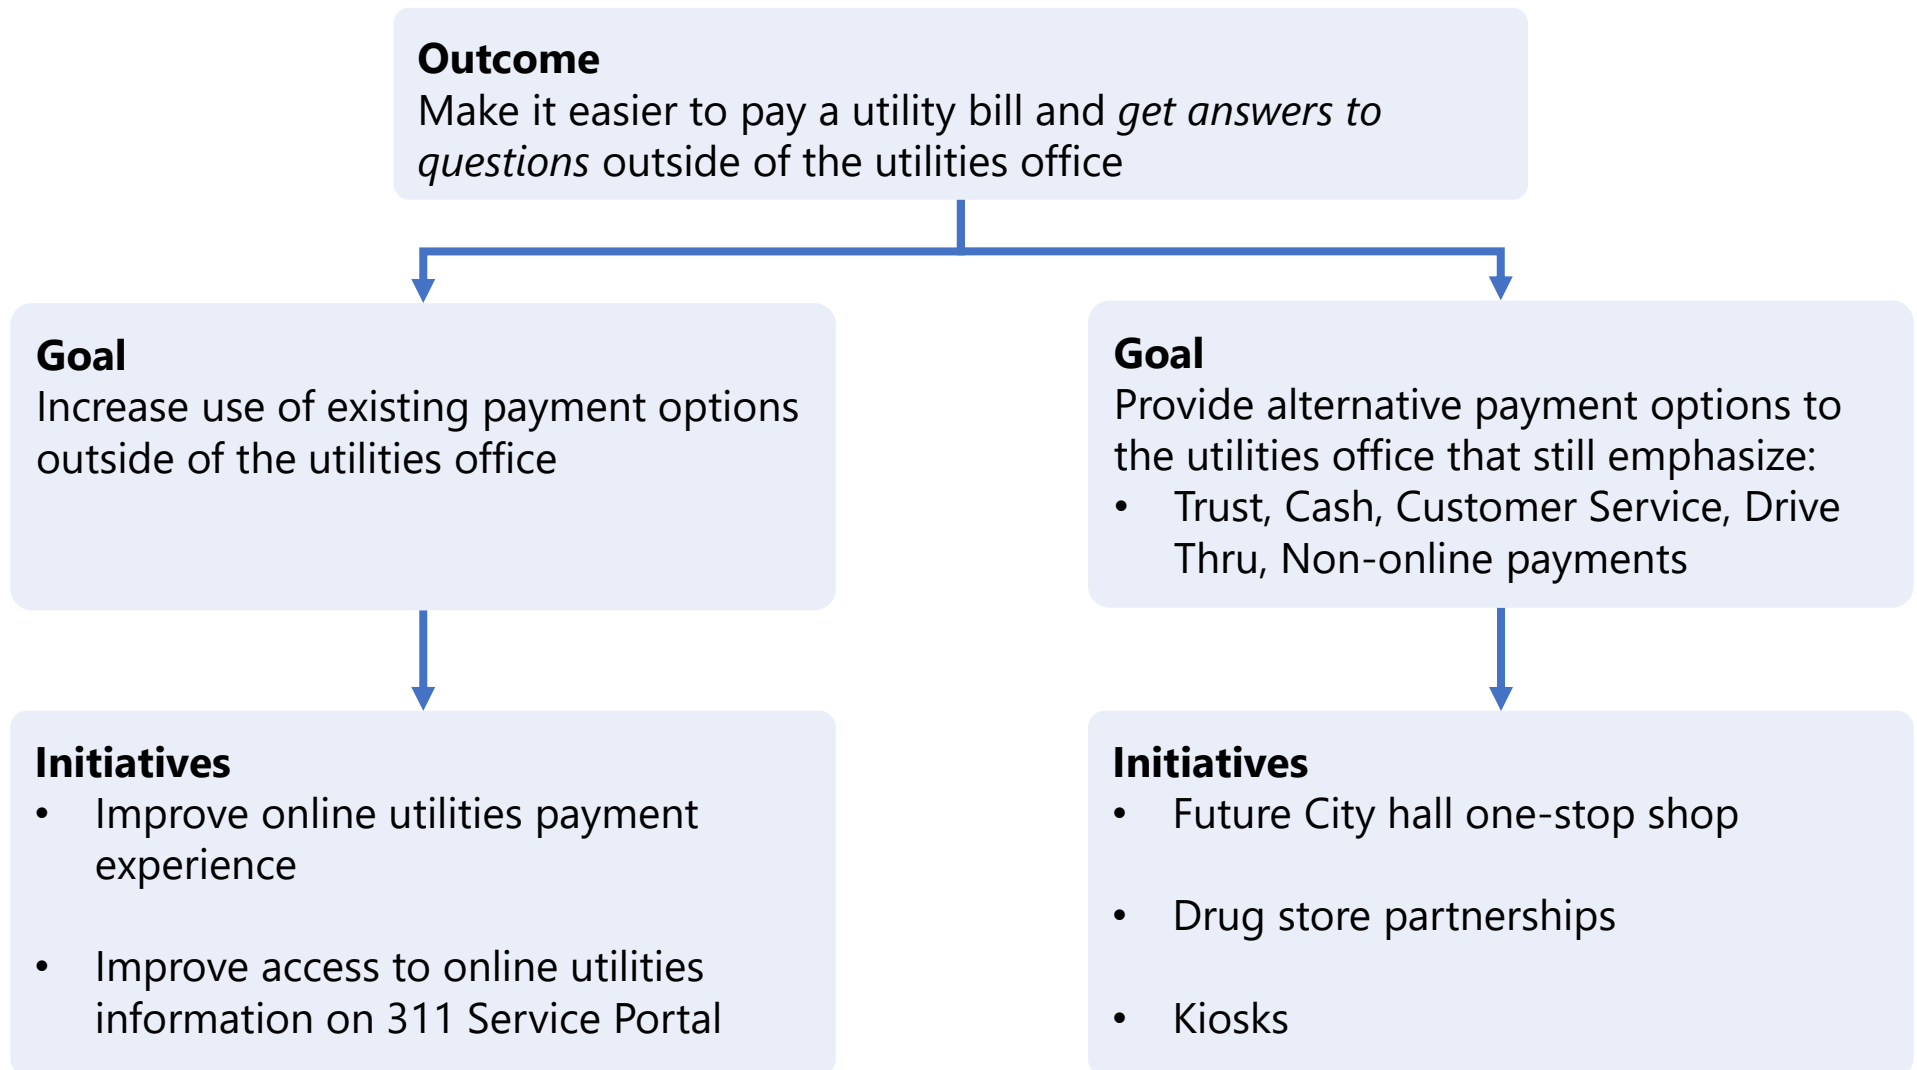 Outcome
Make it easier to pay a utility bill and get answers to
questions outside of the utilities office
Goal
Increase use of existing payment options
outside of the utilities office
Goal
Provide alternative payment options to
the utilities office that still emphasize:
• Trust, Cash, Customer Service, Drive
Thru, Non-online payments
Initiatives
• Improve online utilities payment
experience
• Improve access to online utilities
information on 311 Service Portal
Initiatives
• Future City hall one-stop shop
• Drug store partnerships
• Kiosks